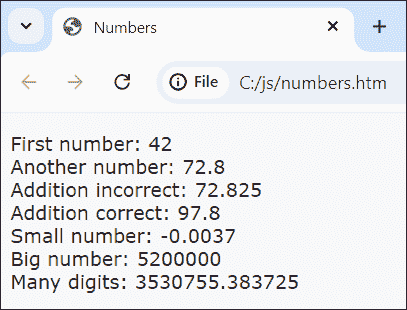 Numbers
File
C:/js/numbers.htm
First number: 42
Another number: 72.8
Addition incorrect: 72.825
Addition correct: 97.8
Small number: -0.0037
Big number: 5200000
Many digits: 3530755.383725